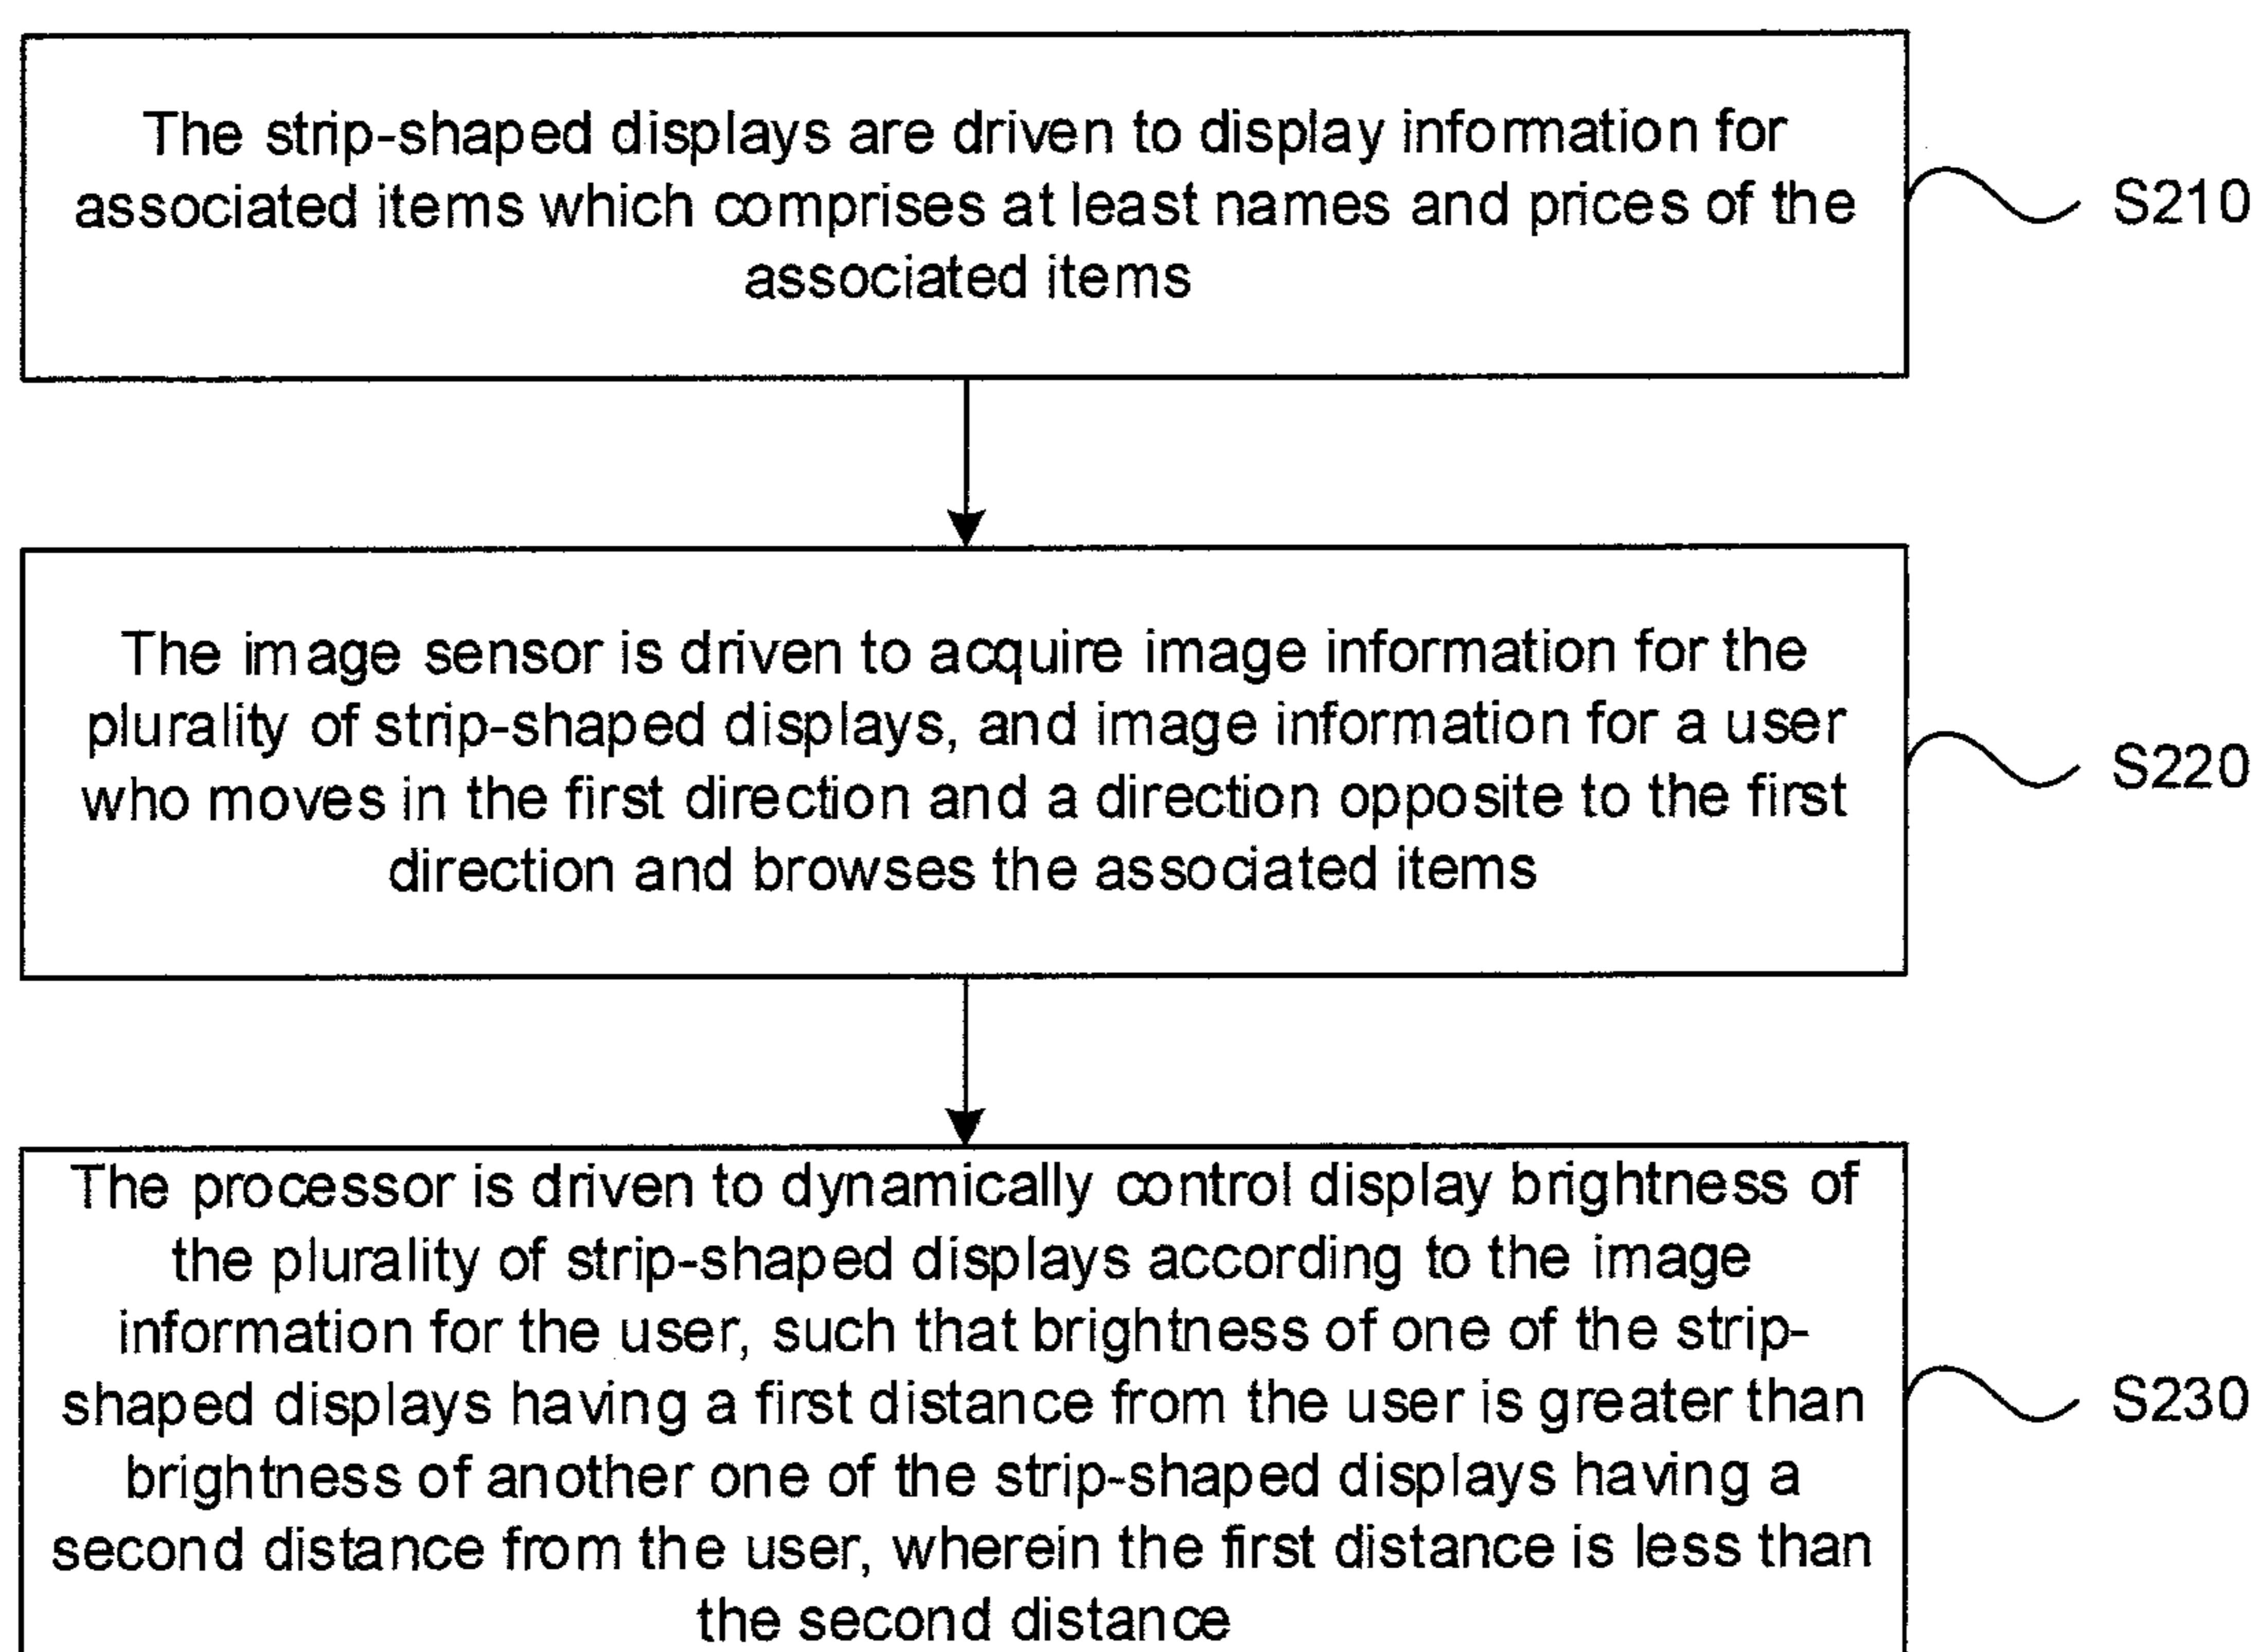 The strip-shaped displays are driven to display information for
associated items which comprises at least names and prices of the
associated items
S210
The image sensor is driven to acquire image information for the
plurality of strip-shaped displays, and image information for a user
who moves in the first direction and a direction opposite to the first
direction and browses the associated items
S220
The processor is driven to dynamically control display brightness of
the plurality of strip-shaped displays according to the image
information for the user, such that brightness of one of the strip-
shaped displays having a first distance from the user is greater than
brightness of another one of the strip-shaped displays having a
second distance from the user, wherein the first distance is less than
the second distance
S230